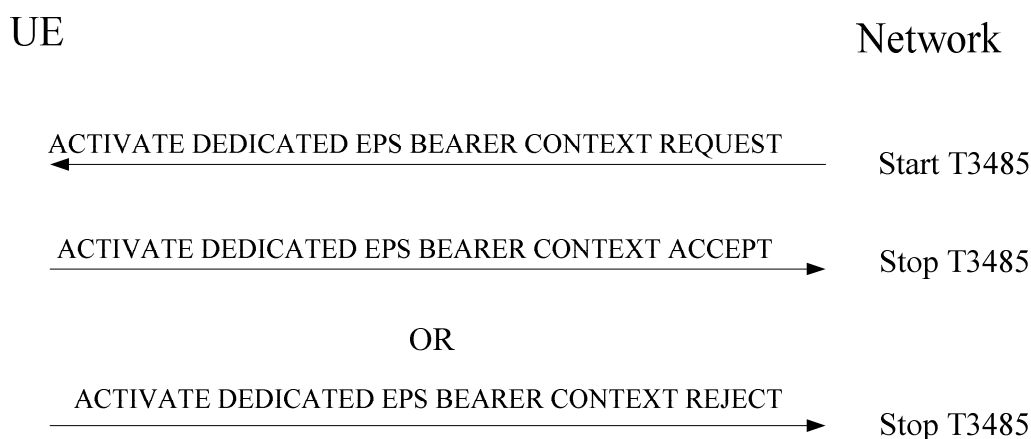 UE
Network
ACTIVATE DEDICATED EPS BEARER CONTEXT REQUEST
Start T3485
ACTIVATE DEDICATED EPS BEARER CONTEXT ACCEPT
Stop T3485
OR
ACTIVATE DEDICATED EPS BEARER CONTEXT REJECT
Stop T3485